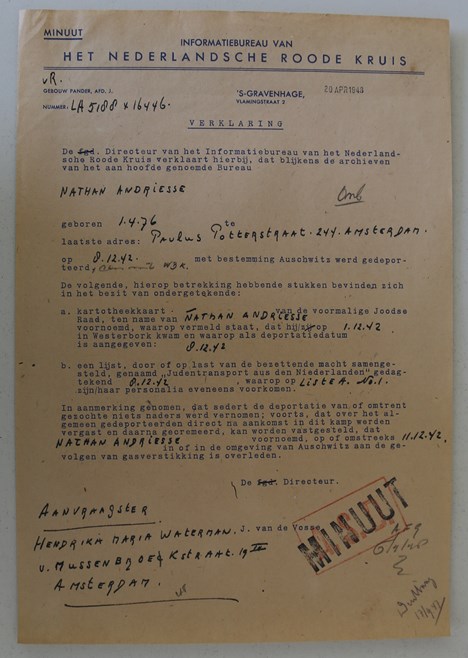 MINUUT
INFORMATIEBUREAU VAN
HET NEDERLANDSCHE ROODE KRUIS
vR.
GEBOUW PANDER, AFD. J.
NUMMER: LA 5188 & 16446.
20 APR 1948
'S-GRAVENHAGE,
VLAMINGSTRAAT 2
VERKLARING
De Sgd. Directeur van het Informatiebureau van het Nederland-
sche Roode Kruis verklaart hierbij, dat blijkens de archieven
van het aan hoofde genoemde Bureau
NATHAN ANDRIESSE
geboren 1.4.76 te
laatste adres: PAULUS POTTERSTRAAT. 244. AMSTERDAM.
op 8.12.42. met bestemming Auschwitz werd gedepor-
teerd, W.B.K.
De volgende, hierop betrekking hebbende stukken bevinden zich
in het bezit van ondergetekende:
a. kartotheekkaart van de voormalige Joodse
Raad, ten name van NATHAN ANDRIESSE
voornoemd, waarop vermeld staat, dat hij/zij op 1.12.42
in Westerbork kwam en waarop als deportatiedatum
is aangegeven: 8.12.42
b. een lijst, door of op last van de bezettende macht samenge-
steld, genaamd „Judentransport aus den Niederlanden" gedag-
tekend 8.12.42, waarop op LISTE A. No. 1.
zijn/haar personalia eveneens voorkomen.
In aanmerking genomen, dat sedert de deportatie van of omtrent
gezochte niets naders werd vernomen; voorts, dat over het al-
gemeen gedeporteerden direct na aankomst in dit kamp werden
vergast en daarna gecremeerd, kan worden vastgesteld, dat
NATHAN ANDRIESSE voornoemd, op of omstreeks 11.12.42.
in of in de omgeving van Auschwitz aan de ge-
volgen van gasverstikking is overleden.
De Sgd. Directeur.
J. van de Vosse.
MINUUT
AANVRAAGSTER
HENDRIKA MARIA WATERMAN.
v. MUSSENBROEKSTRAAT. 19 II
AMSTERDAM.